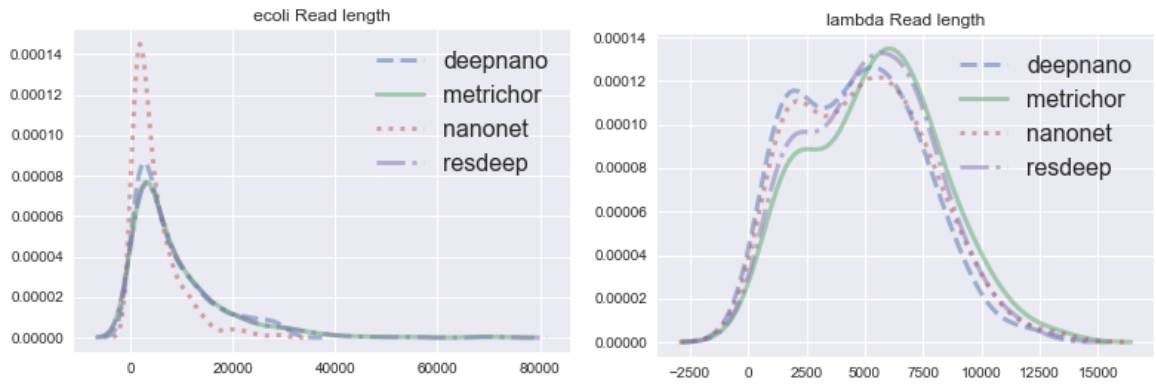 ecoli Read length
0.00014
0.00012
0.00010
0.00008
0.00006
0.00004
0.00002
0.00000
deepnano
metrichor
nanonet
resdeep
0 20000 40000 60000 80000
lambda Read length
0.00014
0.00012
0.00010
0.00008
0.00006
0.00004
0.00002
0.00000
deepnano
metrichor
nanonet
resdeep
−2500 0 2500 5000 7500 10000 12500 15000